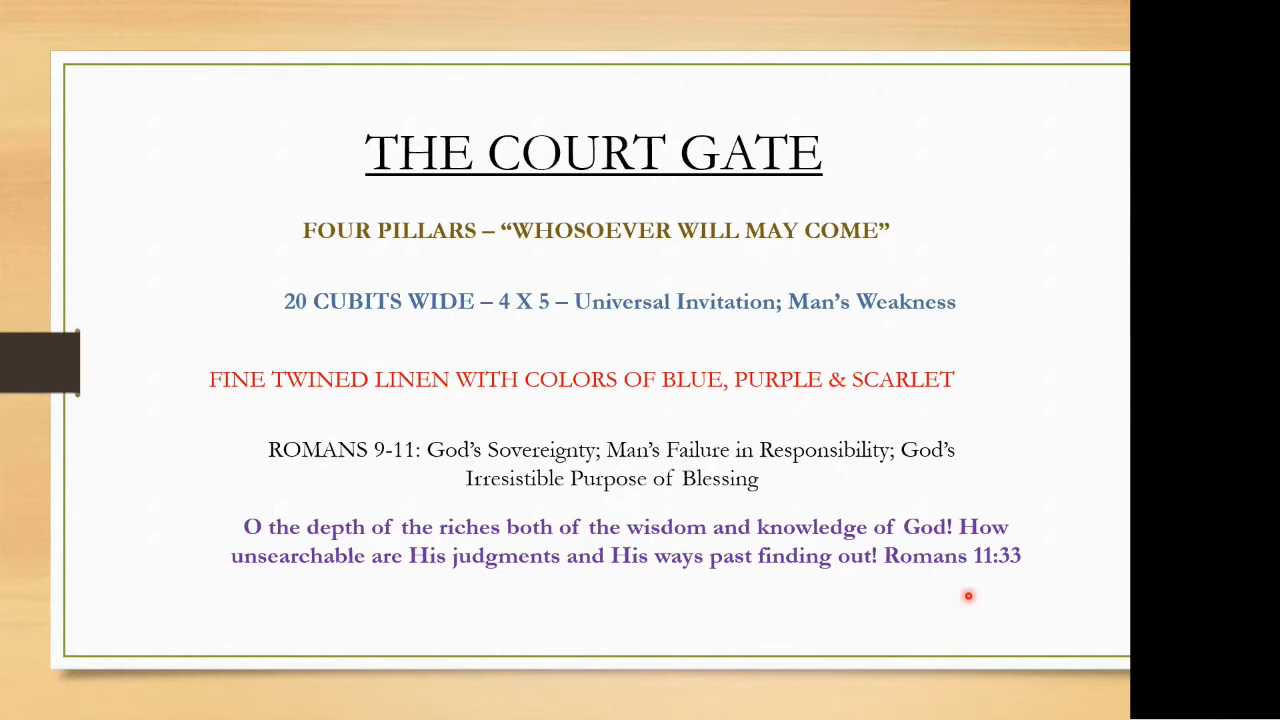 THE COURT GATE
FOUR PILLARS – “WHOSOEVER WILL MAY COME”
20 CUBITS WIDE – 4 X 5 – Universal Invitation; Man’s Weakness
FINE TWINED LINEN WITH COLORS OF BLUE, PURPLE & SCARLET
ROMANS 9-11: God’s Sovereignty; Man’s Failure in Responsibility; God’s
Irresistible Purpose of Blessing
O the depth of the riches both of the wisdom and knowledge of God! How
unsearchable are His judgments and His ways past finding out! Romans 11:33